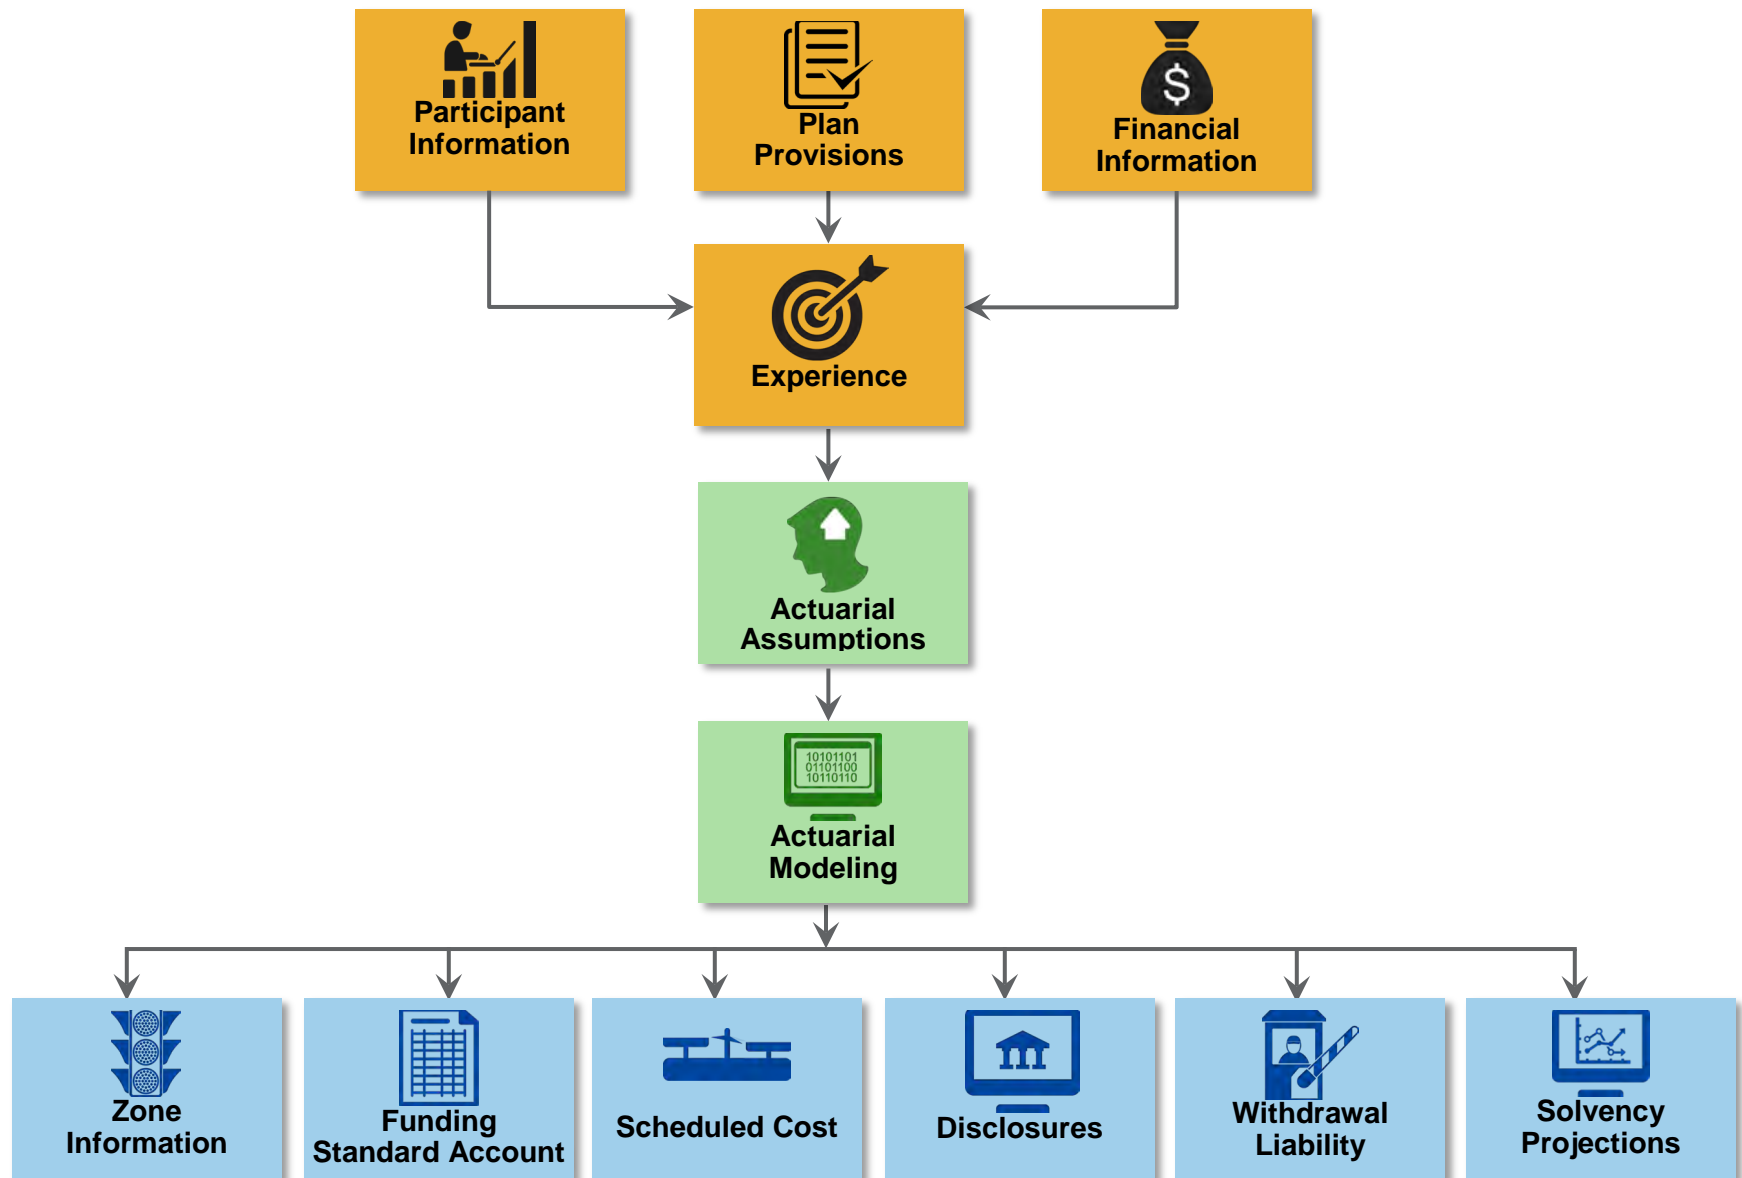 Participant
Information
Plan
Provisions
$
Financial
Information
Experience
Actuarial
Assumptions
10101101
01101100
10110110
Actuarial
Modeling
Zone
Information
Funding
Standard Account
Scheduled Cost
Disclosures
Withdrawal
Liability
Solvency
Projections